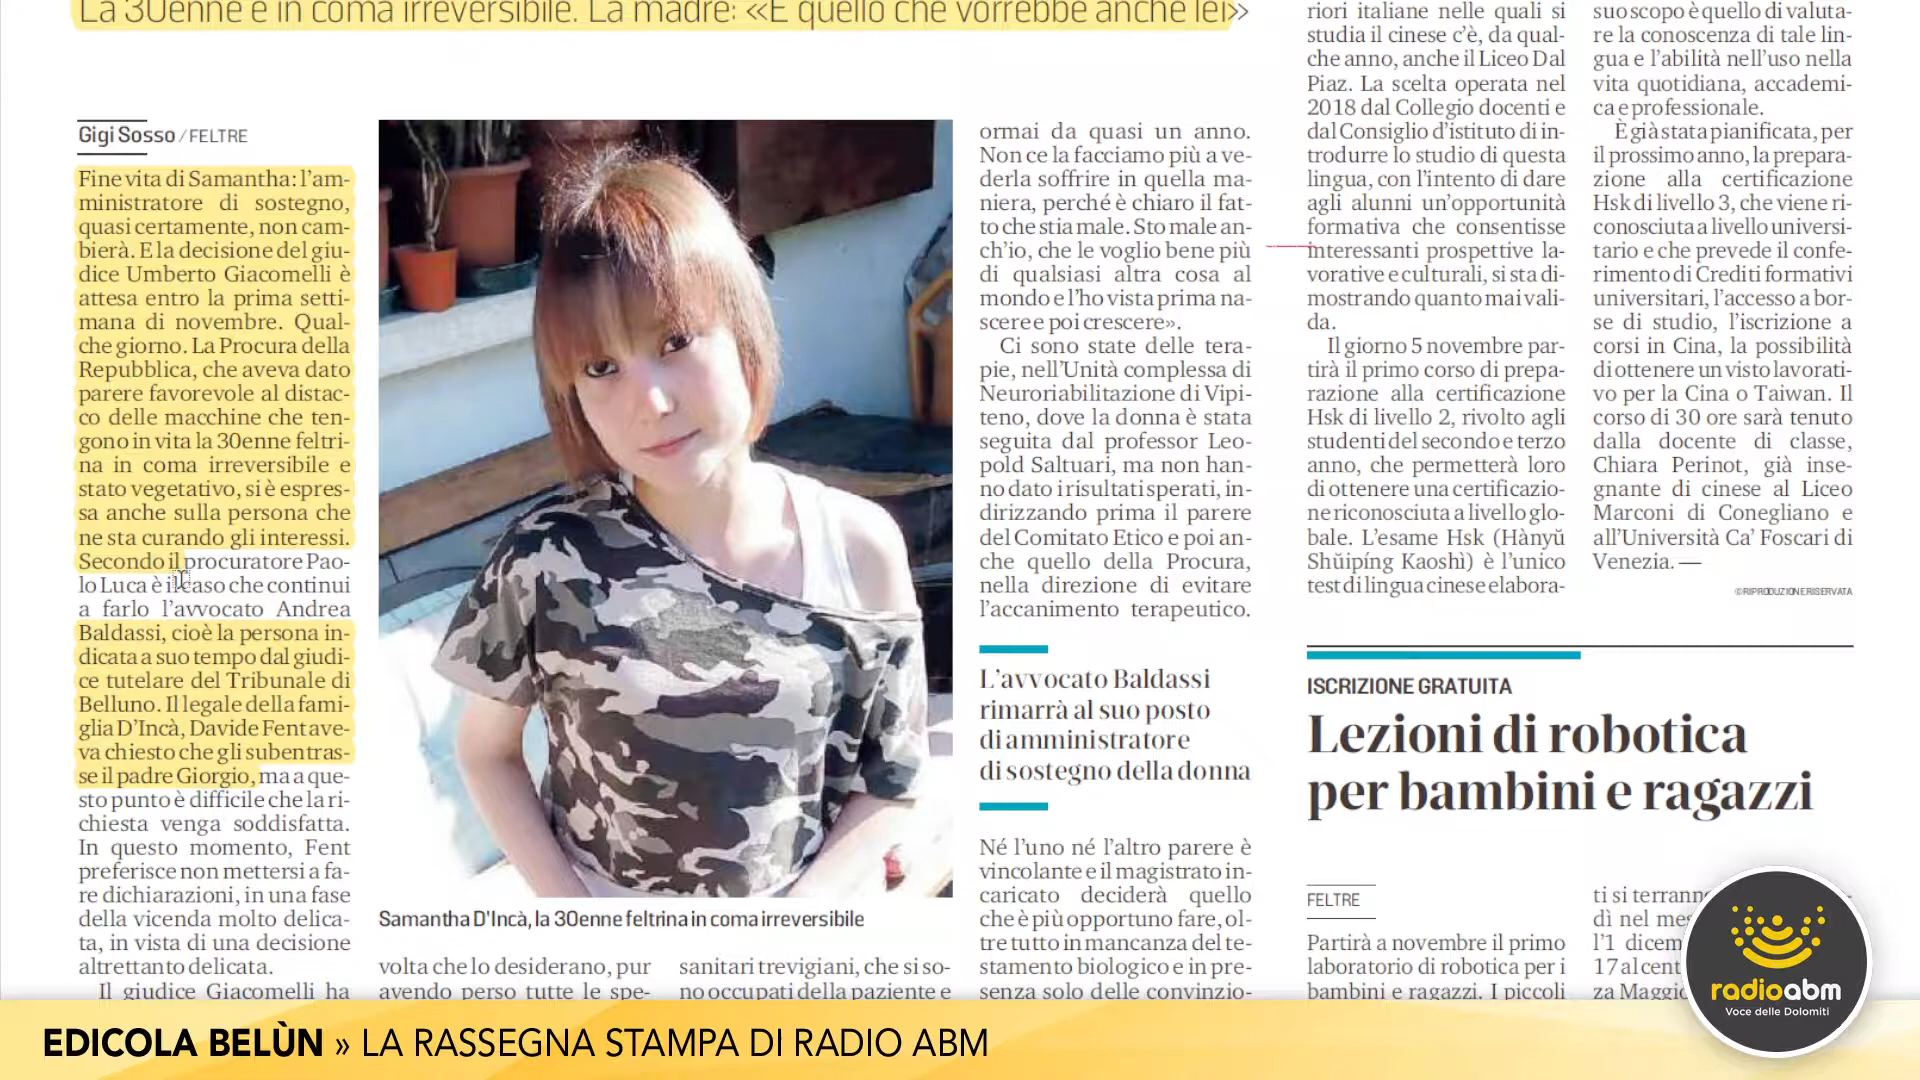 La 30enne è in coma irreversibile. La madre: «È quello che vorrebbe anche lei»
Gigi Sosso / FELTRE
Fine vita di Samantha: l'am-
ministratore di sostegno,
quasi certamente, non cam-
bierà. E la decisione del giu-
dice Umberto Giacomelli è
attesa entro la prima setti-
mana di novembre. Qual-
che giorno. La Procura della
Repubblica, che aveva dato
parere favorevole al distac-
co delle macchine che ten-
gono in vita la 30enne feltri-
na in coma irreversibile e
stato vegetativo, si è espres-
sa anche sulla persona che
ne sta curando gli interessi.
Secondo il procuratore Pao-
lo Luca è il caso che continui
a farlo l'avvocato Andrea
Baldassi, cioè la persona in-
dicata a suo tempo dal giudi-
ce tutelare del Tribunale di
Belluno. Il legale della fami-
glia D'Incà, Davide Fent ave-
va chiesto che gli subentras-
se il padre Giorgio, ma a que-
sto punto è difficile che la ri-
chiesta venga soddisfatta.
In questo momento, Fent
preferisce non mettersi a fa-
re dichiarazioni, in una fase
della vicenda molto delica-
ta, in vista di una decisione
altrettanto delicata.
Il giudice Giacomelli ha
Samantha D'Incà, la 30enne feltrina in coma irreversibile
volta che lo desiderano, pur
avendo perso tutte le spe-
sanitari trevigiani, che si so-
no occupati della paziente e
ormai da quasi un anno.
Non ce la facciamo più a ve-
derla soffrire in quella ma-
niera, perché è chiaro il fat-
to che stia male. Sto male an-
ch'io, che le voglio bene più
di qualsiasi altra cosa al
mondo e l'ho vista prima na-
scere e poi crescere».
Ci sono state delle tera-
pie, nell'Unità complessa di
Neuroriabilitazione di Vipi-
teno, dove la donna è stata
seguita dal professor Leo-
pold Saltuari, ma non han-
no dato i risultati sperati, in-
dirizzando prima il parere
del Comitato Etico e poi an-
che quello della Procura,
nella direzione di evitare
l'accanimento terapeutico.
L'avvocato Baldassi
rimarrà al suo posto
di amministratore
di sostegno della donna
Né l'uno né l'altro parere è
vincolante e il magistrato in-
caricato deciderà quello
che è più opportuno fare, ol-
tre tutto in mancanza del te-
stamento biologico e in pre-
senza solo delle convinzio-
riori italiane nelle quali si
studia il cinese c'è, da qual-
che anno, anche il Liceo Dal
Piaz. La scelta operata nel
2018 dal Collegio docenti e
dal Consiglio d'istituto di in-
trodurre lo studio di questa
lingua, con l'intento di dare
agli alunni un'opportunità
formativa che consentisse
interessanti prospettive la-
vorative e culturali, si sta di-
mostrando quanto mai vali-
da.
Il giorno 5 novembre par-
tirà il primo corso di prepa-
razione alla certificazione
Hsk di livello 2, rivolto agli
studenti del secondo e terzo
anno, che permetterà loro
di ottenere una certificazio-
ne riconosciuta a livello glo-
bale. L'esame Hsk (Hànyŭ
Shŭipíng Kaoshì) è l'unico
test di lingua cinese elabora-
suo scopo è quello di valuta-
re la conoscenza di tale lin-
gua e l'abilità nell'uso nella
vita quotidiana, accademi-
ca e professionale.
È già stata pianificata, per
il prossimo anno, la prepara-
zione alla certificazione
Hsk di livello 3, che viene ri-
conosciuta a livello universi-
tario e che prevede il confe-
rimento di Crediti formativi
universitari, l'accesso a bor-
se di studio, l'iscrizione a
corsi in Cina, la possibilità
di ottenere un visto lavorati-
vo per la Cina o Taiwan. Il
corso di 30 ore sarà tenuto
dalla docente di classe,
Chiara Perinot, già inse-
gnante di cinese al Liceo
Marconi di Conegliano e
all'Università Ca' Foscari di
Venezia. —
©RIPRODUZIONE RISERVATA
ISCRIZIONE GRATUITA
Lezioni di robotica
per bambini e ragazzi
FELTRE
Partirà a novembre il primo
laboratorio di robotica per i
bambini e ragazzi. I piccoli
ti si terranno
dì nel
l'1
17 al
za
radioabm
Voce delle Dolomiti
EDICOLA BELÙN » LA RASSEGNA STAMPA DI RADIO ABM